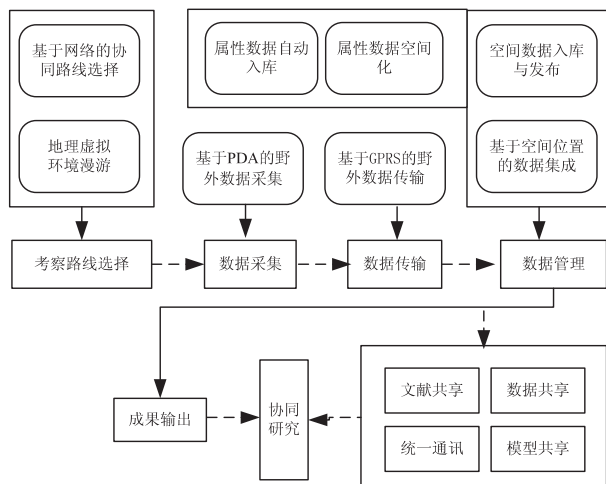 基于网络的协
同路线选择
属性数据自动
入库
属性数据空间
化
空间数据入库
与发布
地理虚拟
环境漫游
基于PDA的野
外数据采集
基于GPRS的野
外数据传输
基于空间位置
的数据集成
考察路线选择
数据采集
数据传输
数据管理
成果输出
协同
研究
文献共享
数据共享
统一通讯
模型共享